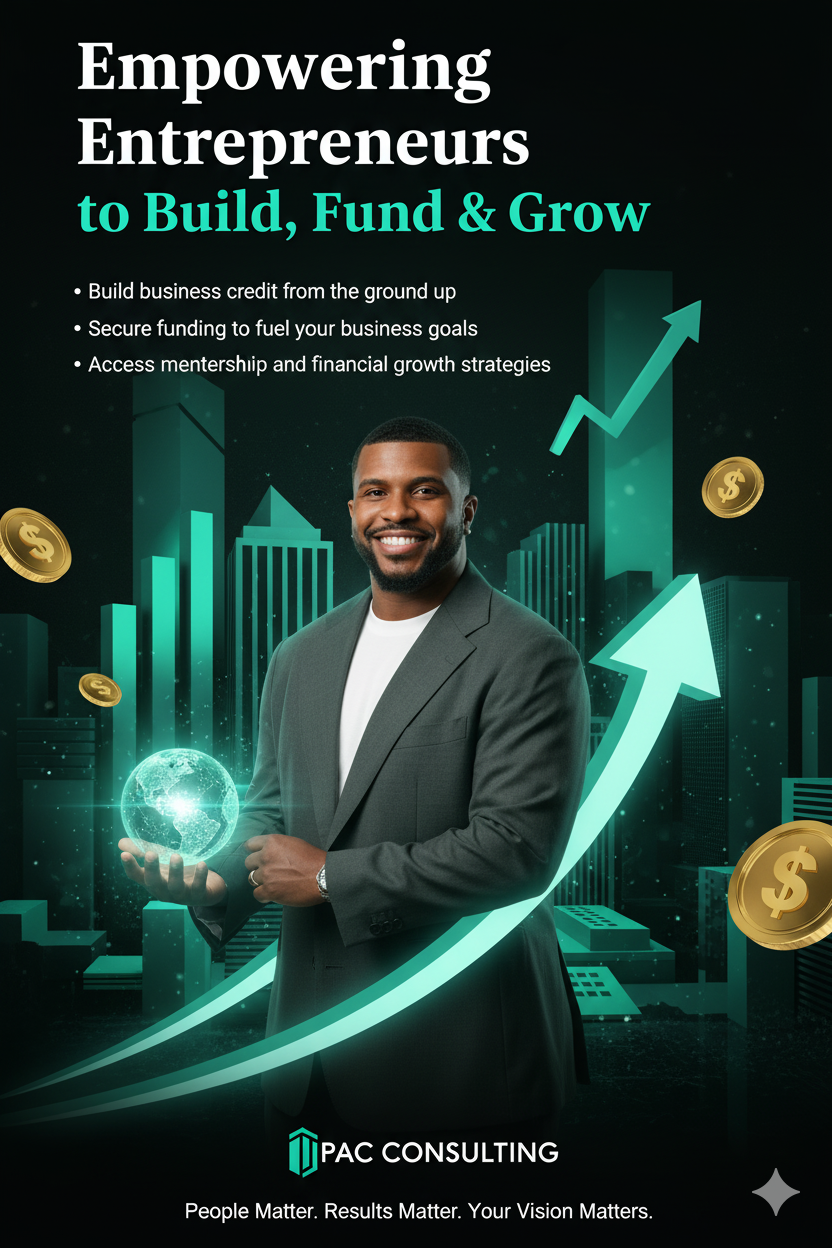 Empowering
Entrepreneurs
to Build, Fund & Grow
• Build business credit from the ground up
• Secure funding to fuel your business goals
• Access mentership and financial growth strategies
$
$
$
$
PAC CONSULTING
People Matter. Results Matter. Your Vision Matters.